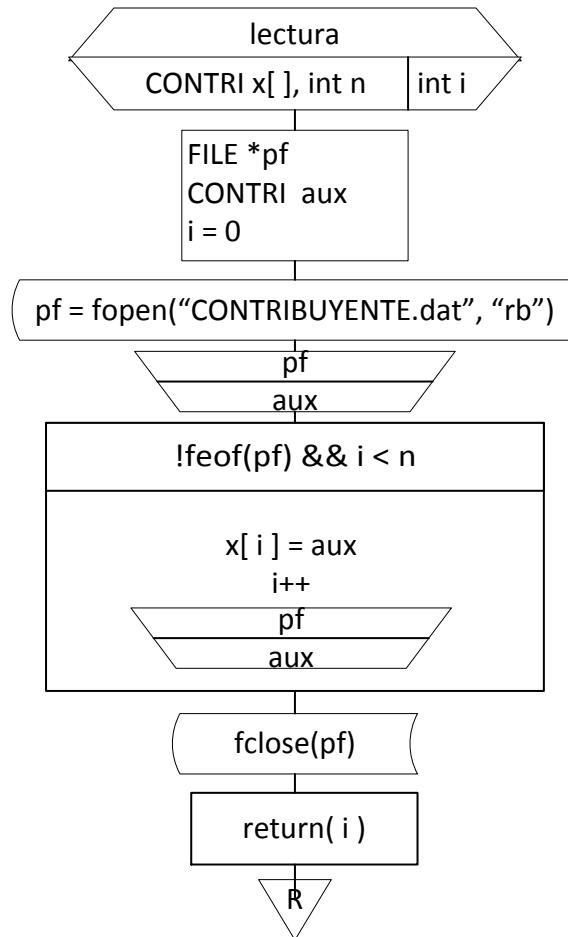 lectura
CONTRI x[ ], int n int i
FILE *pf
CONTRI aux
i = 0
pf = fopen(“CONTRIBUYENTE.dat”, “rb”)
pf
aux
!feof(pf) && i < n
x[ i ] = aux
i++
pf
aux
fclose(pf)
return( i )
R